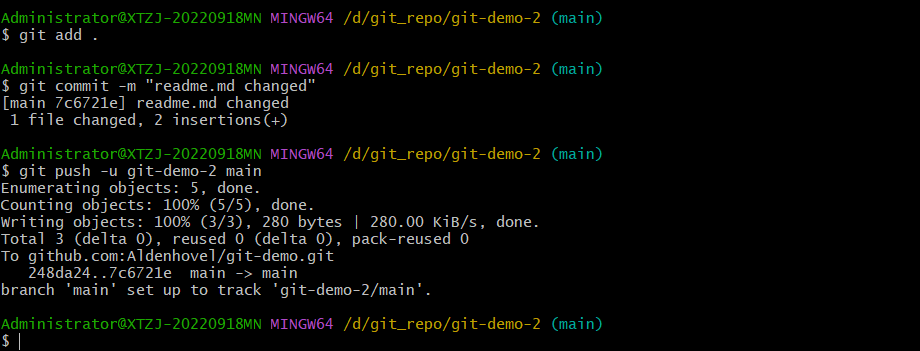 Administrator@XTZJ-20220918MN MINGW64 /d/git_repo/git-demo-2 (main)
$ git add .
Administrator@XTZJ-20220918MN MINGW64 /d/git_repo/git-demo-2 (main)
$ git commit -m "readme.md changed"
[main 7c6721e] readme.md changed
 1 file changed, 2 insertions(+)
Administrator@XTZJ-20220918MN MINGW64 /d/git_repo/git-demo-2 (main)
$ git push -u git-demo-2 main
Enumerating objects: 5, done.
Counting objects: 100% (5/5), done.
Writing objects: 100% (3/3), 280 bytes | 280.00 KiB/s, done.
Total 3 (delta 0), reused 0 (delta 0), pack-reused 0
To github.com:Aldenhovel/git-demo.git
   248da24..7c6721e  main -> main
branch 'main' set up to track 'git-demo-2/main'.
Administrator@XTZJ-20220918MN MINGW64 /d/git_repo/git-demo-2 (main)
$